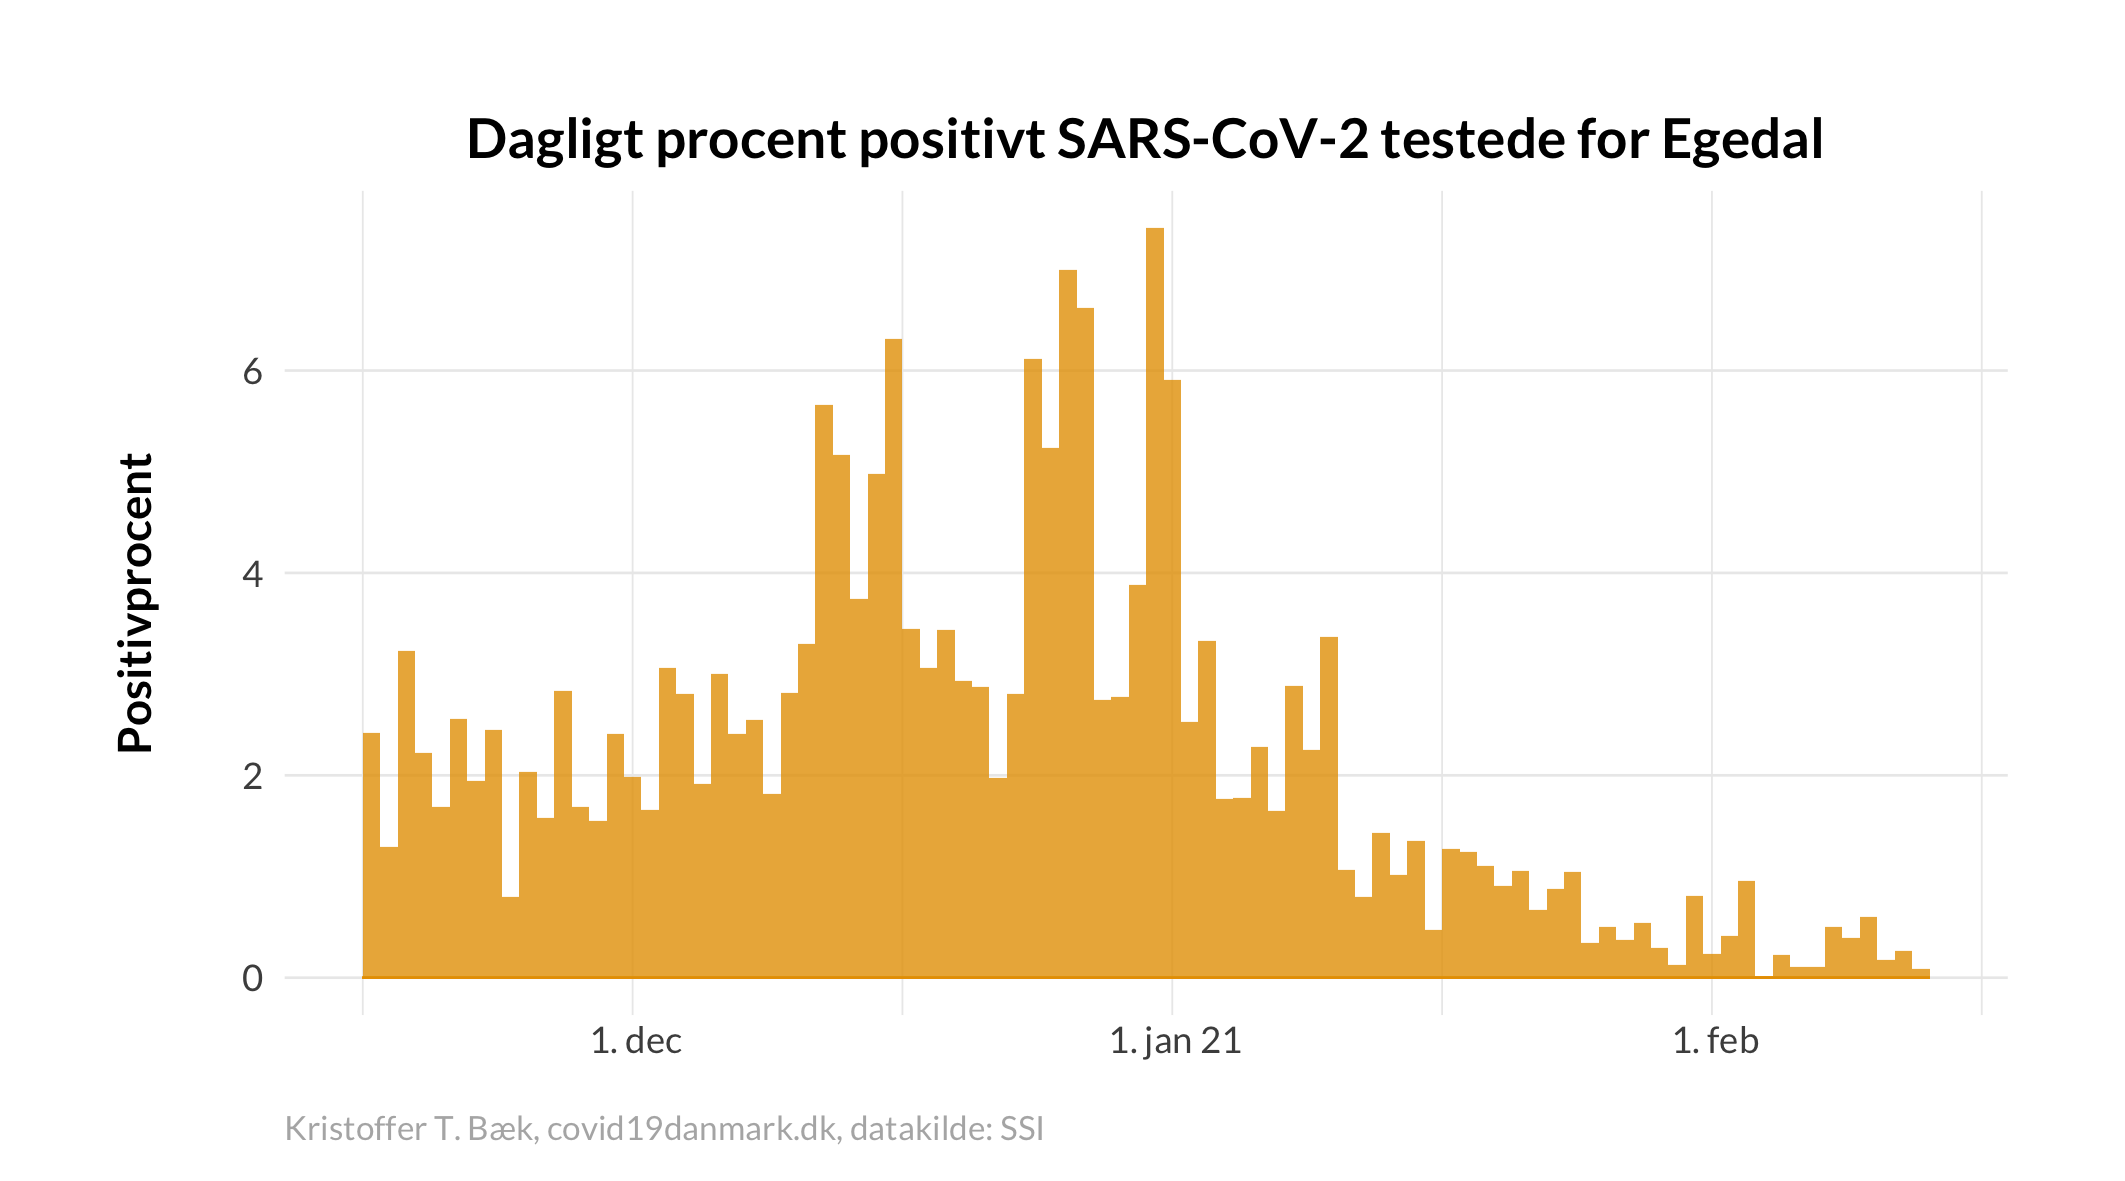 Dagligt procent positivt SARS-CoV-2 testede for Egedal
Positivprocent
6
4
2
0
1. dec
1. jan 21
1. feb
Kristoffer T. Bæk, covid19danmark.dk, datakilde: SSI